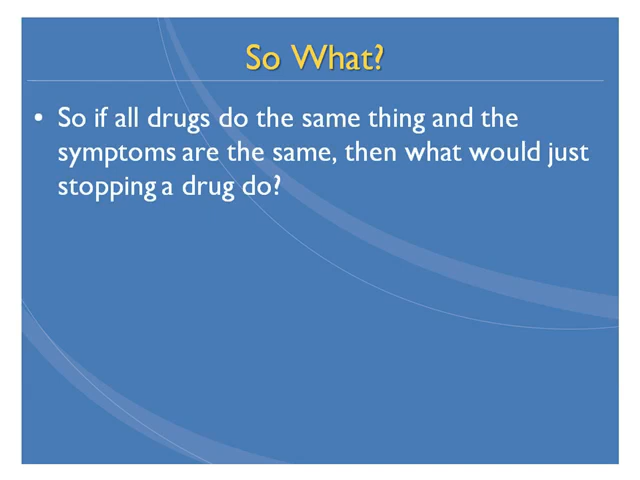 So What?
• So if all drugs do the same thing and the
symptoms are the same, then what would just
stopping a drug do?